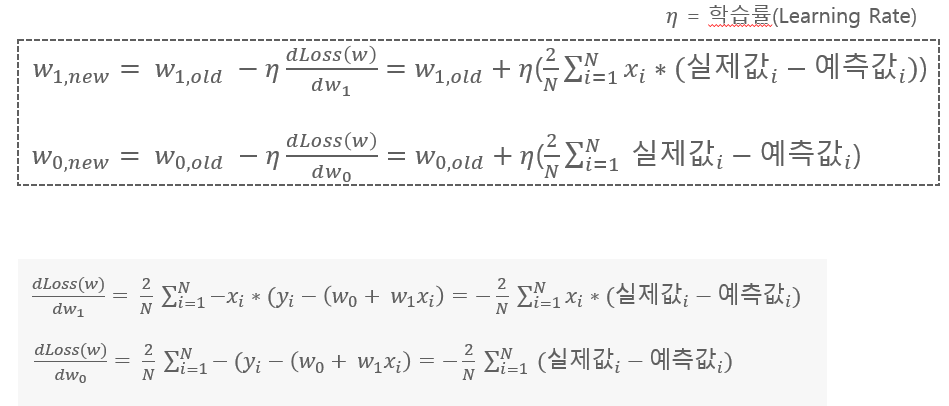 η = 학습률(Learning Rate)
w₁,new = w₁,old − η dLoss(w)/dw₁ = w₁,old + η(2/N ∑ᵢ₌₁ᴺ xᵢ ∗ (실제값ᵢ − 예측값ᵢ))
w₀,new = w₀,old − η dLoss(w)/dw₀ = w₀,old + η(2/N ∑ᵢ₌₁ᴺ 실제값ᵢ − 예측값ᵢ)
dLoss(w)/dw₁ = 2/N ∑ᵢ₌₁ᴺ −xᵢ ∗ (yᵢ − (w₀ + w₁xᵢ) = −2/N ∑ᵢ₌₁ᴺ xᵢ ∗ (실제값ᵢ − 예측값ᵢ)
dLoss(w)/dw₀ = 2/N ∑ᵢ₌₁ᴺ − (yᵢ − (w₀ + w₁xᵢ) = −2/N ∑ᵢ₌₁ᴺ (실제값ᵢ − 예측값ᵢ)